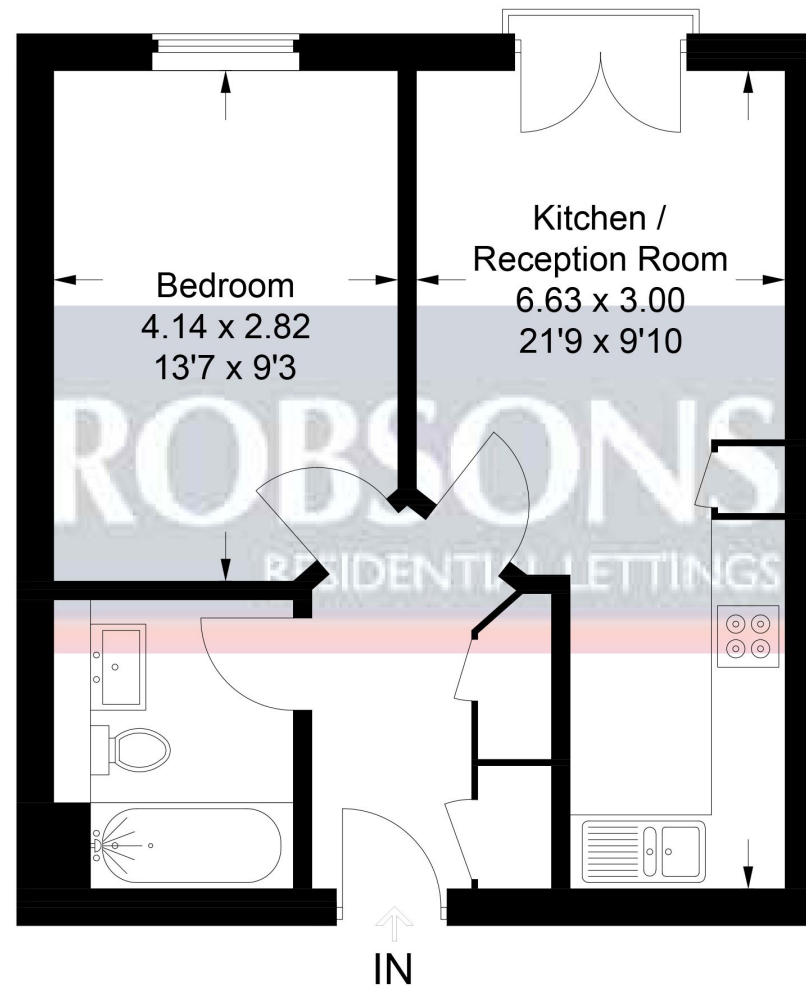 Kitchen /
Reception Room
6.63 x 3.00
21'9 x 9'10
Bedroom
4.14 x 2.82
13'7 x 9'3
ROBSONS
RESIDENTIAL LETTINGS
IN